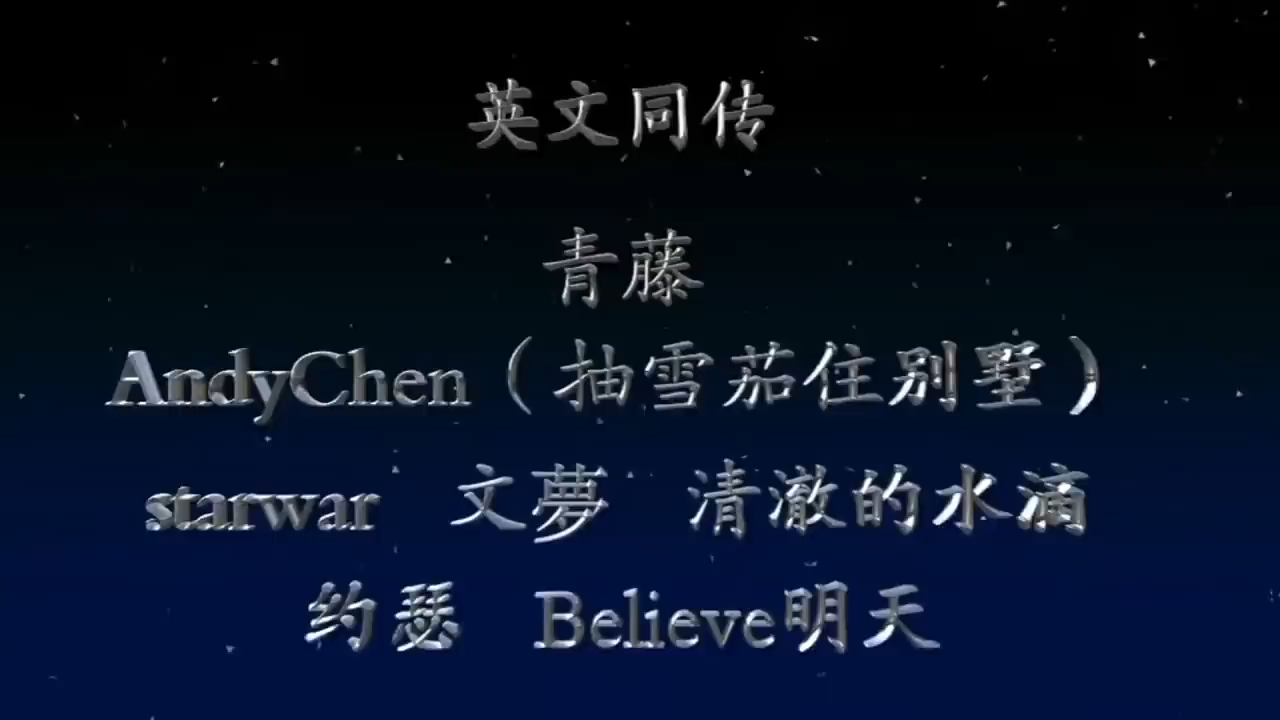 英文同传
青藤
AndyChen（抽雪茄住别墅）
starwar 文夢 清澈的水滴
约瑟 Believe明天